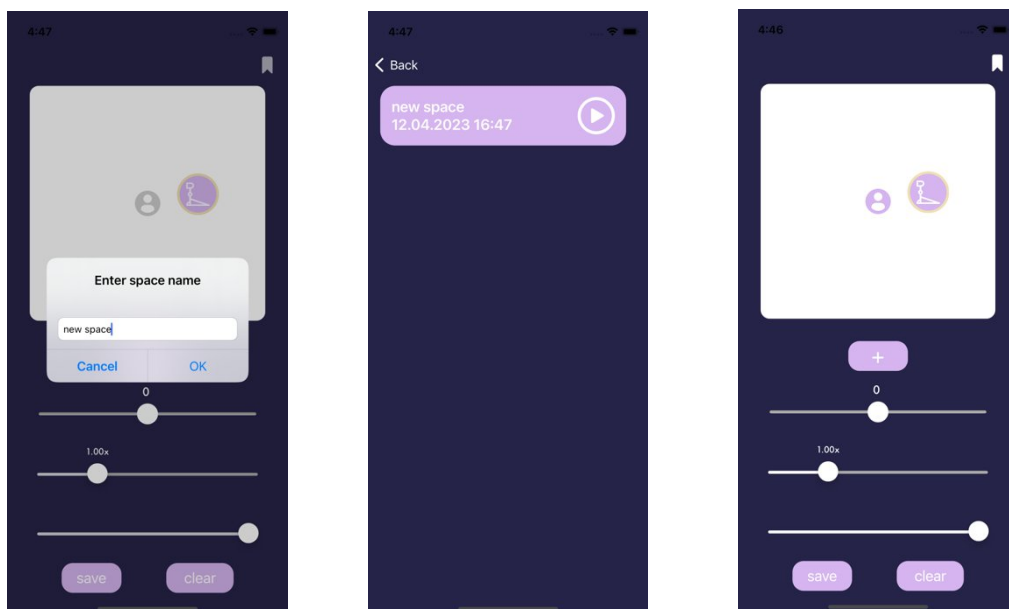 4:47
Enter space name
new space
Cancel OK
0
1.00x
save clear
4:47
Back
new space
12.04.2023 16:47
4:46
+
0
1.00x
save clear